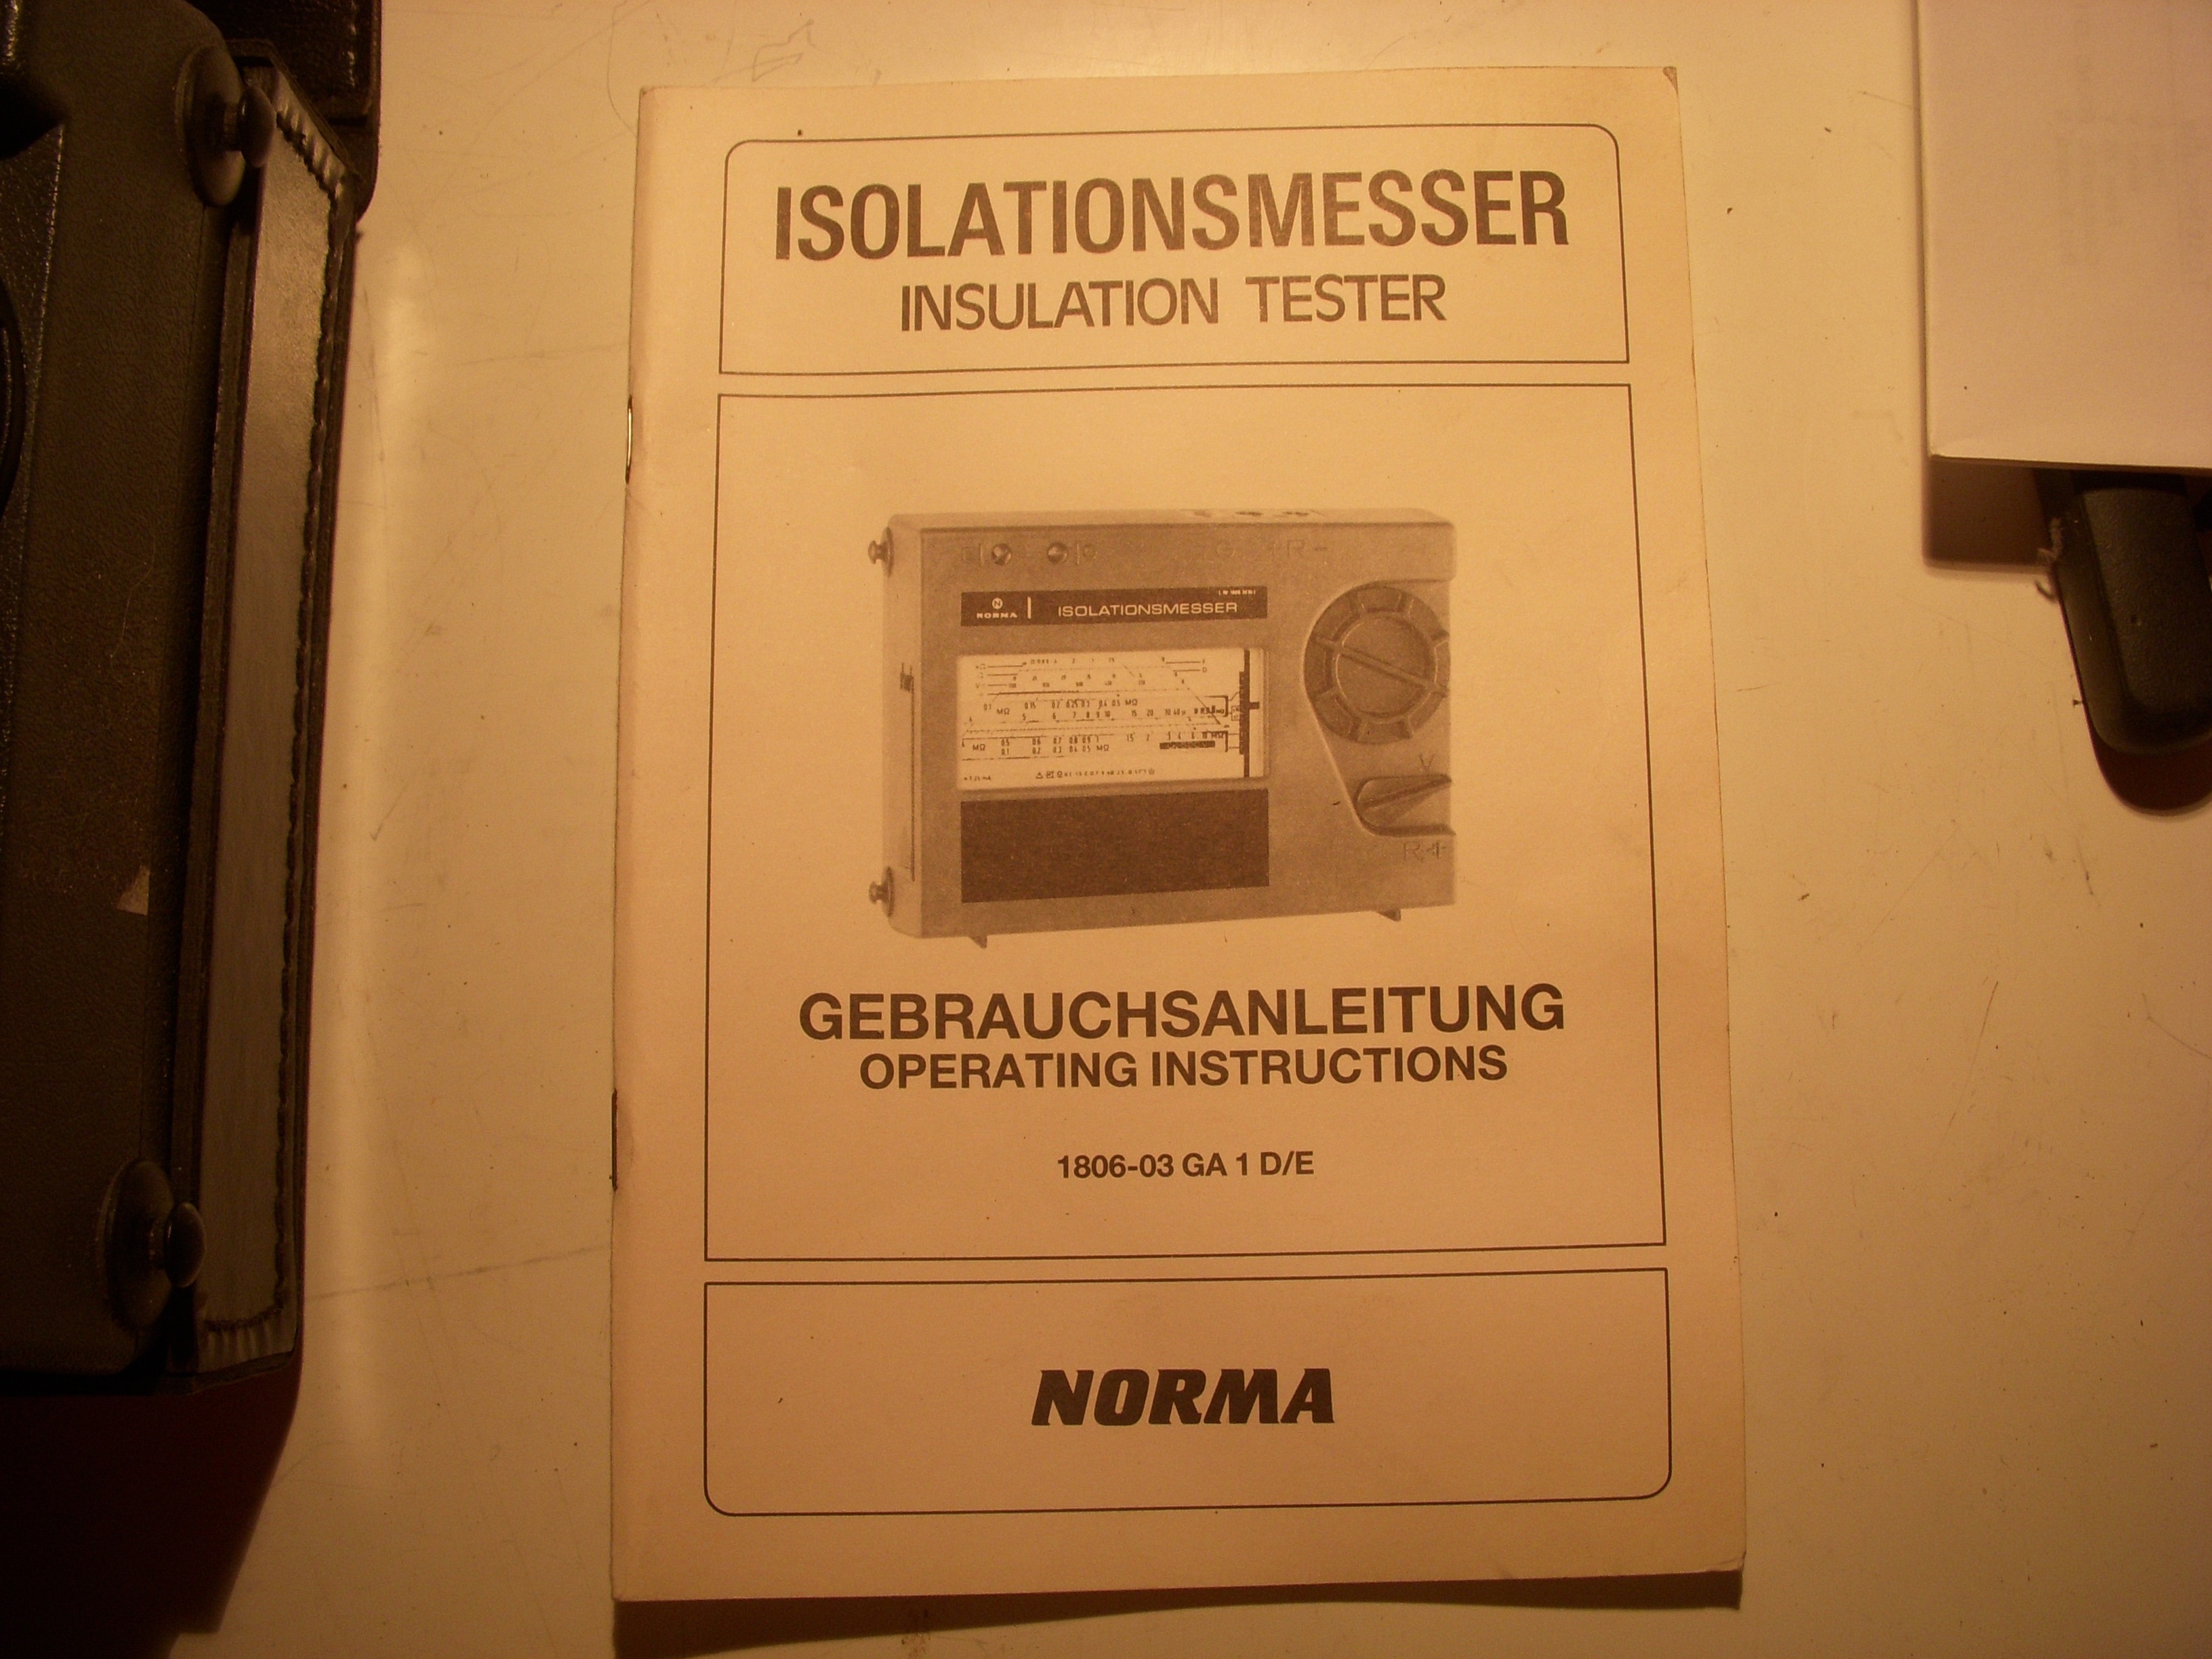 ISOLATIONSMESSER
INSULATION TESTER
NORMA ISOLATIONSMESSER
V
GEBRAUCHSANLEITUNG
OPERATING INSTRUCTIONS
1806-03 GA 1 D/E
NORMA